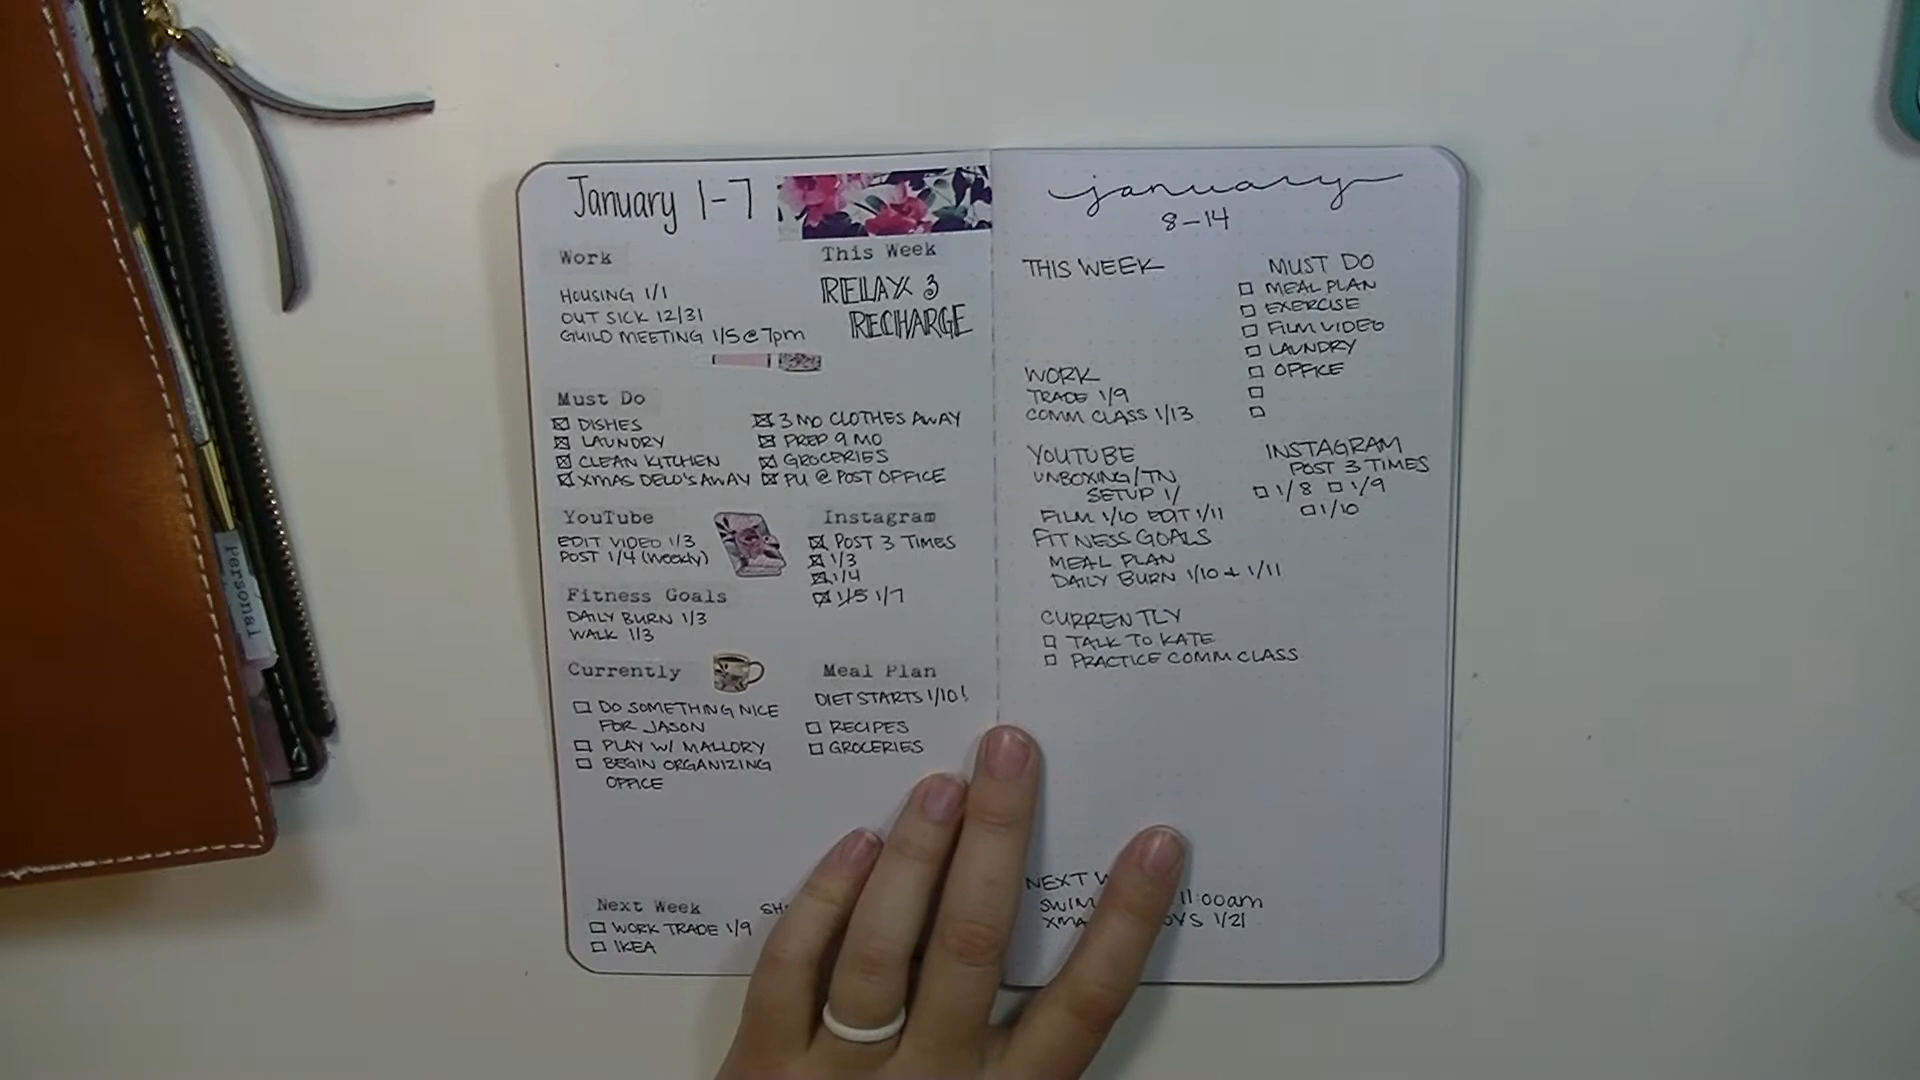 January 1-7
Work
HOUSING 1/1
OUT SICK 12/31
GUILD MEETING 1/5 @ 7pm
This Week
RELAX &
RECHARGE
Must Do
DISHES
LAUNDRY
CLEAN KITCHEN
XMAS DECO'S AWAY
3 MO CLOTHES AWAY
PREP 9 MO
GROCERIES
PU @ POST OFFICE
YouTube
EDIT VIDEO 1/3
POST 1/4 (Weekly)
Instagram
POST 3 TIMES
1/3
1/4
1/5 1/7
Fitness Goals
DAILY BURN 1/3
WALK 1/3
Currently
DO SOMETHING NICE
FOR JASON
PLAY W/ MALLORY
BEGIN ORGANIZING
OFFICE
Meal Plan
DIET STARTS 1/10!
RECIPES
GROCERIES
Next Week
WORK TRADE 1/9
IKEA
january
8-14
THIS WEEK
MUST DO
MEAL PLAN
EXERCISE
FILM VIDEO
LAUNDRY
OFFICE
WORK
TRADE 1/9
COMM CLASS 1/13
YOUTUBE
UNBOXING/TN
SETUP 1/
FILM 1/10 EDIT 1/11
INSTAGRAM
POST 3 TIMES
1/8 1/9
1/10
FITNESS GOALS
MEAL PLAN
DAILY BURN 1/10 + 1/11
CURRENTLY
TALK TO KATE
PRACTICE COMM CLASS
NEXT
SWIM 11:00am
1/21
Personal